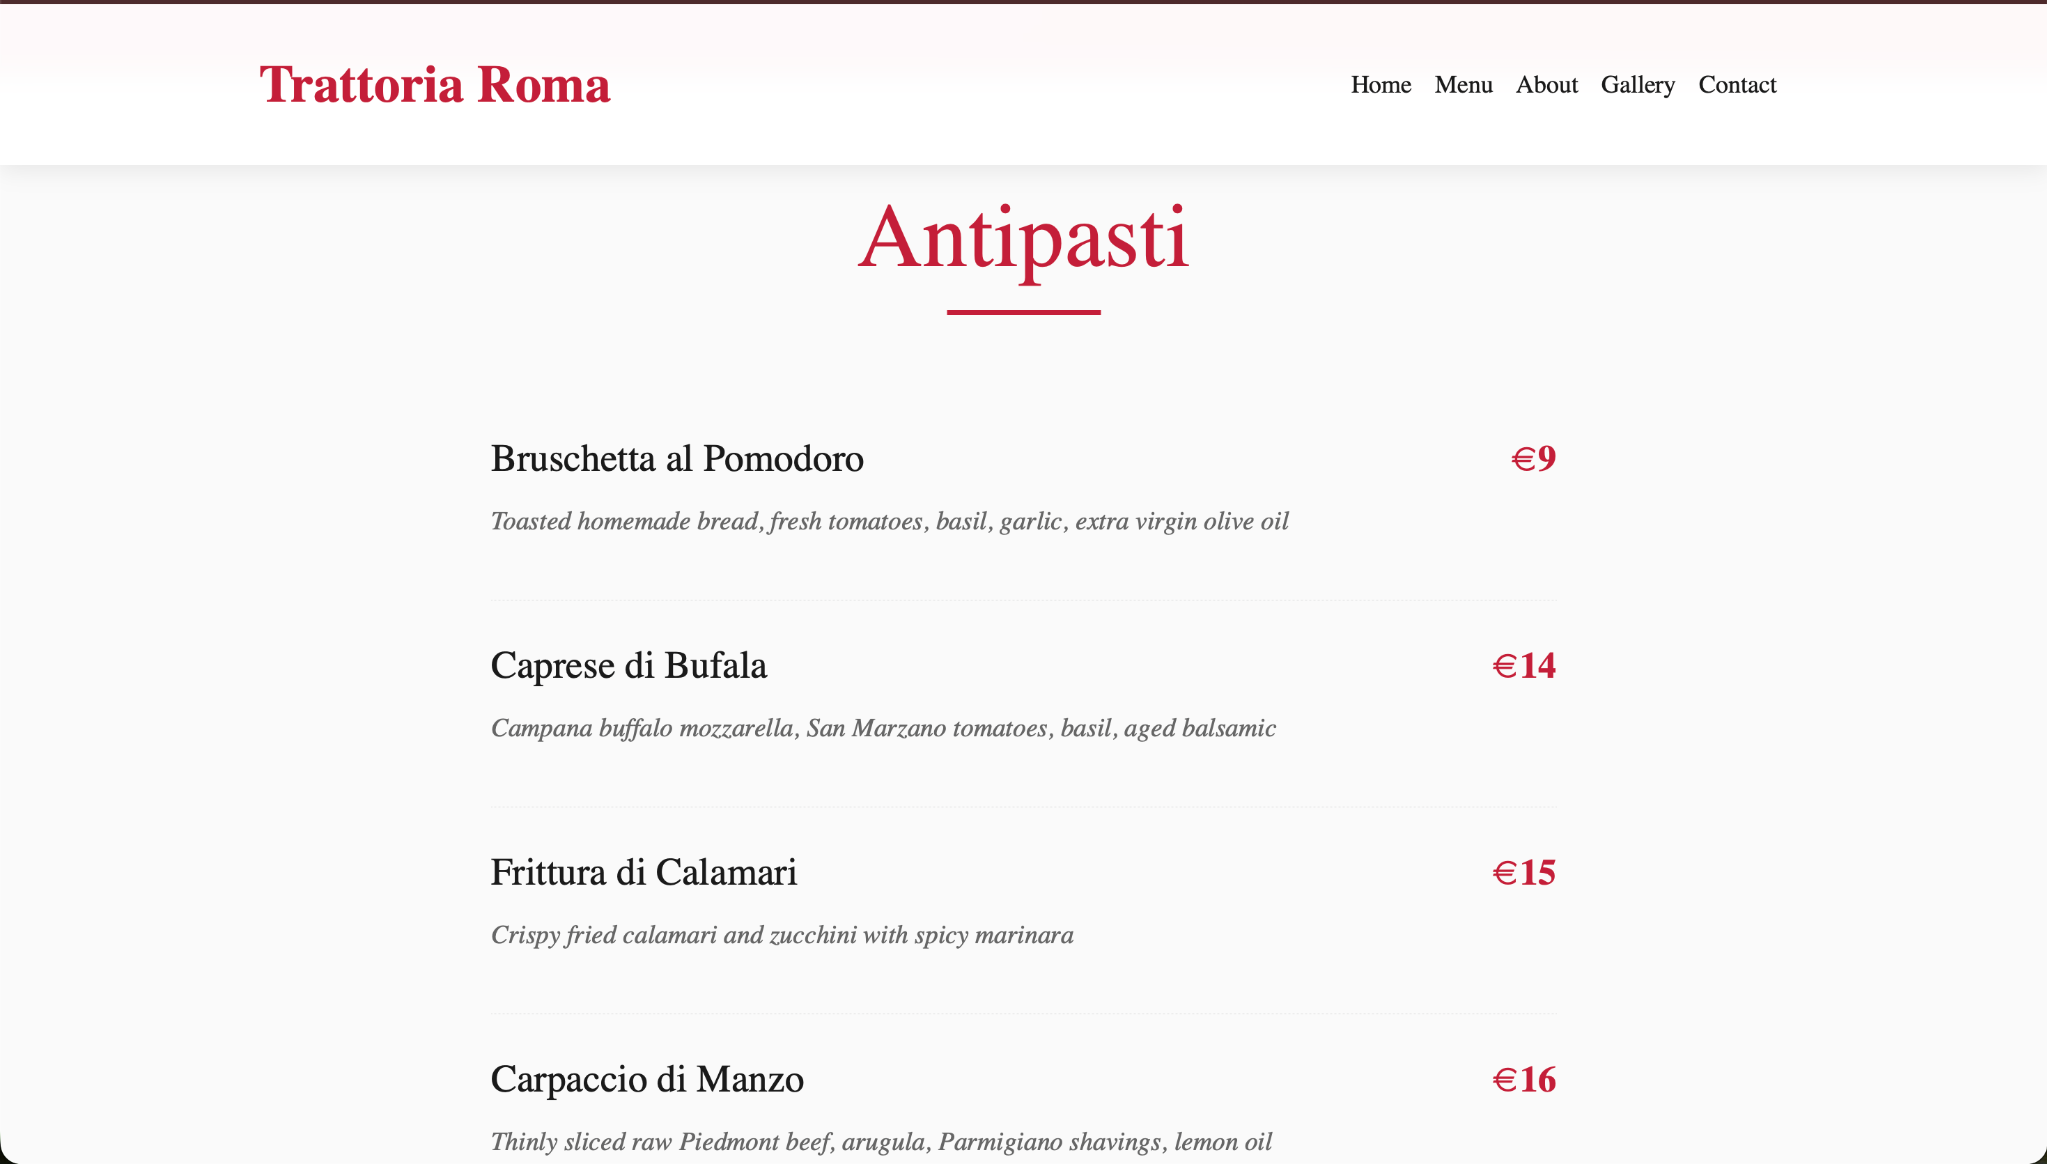 Trattoria Roma
Home Menu About Gallery Contact
Antipasti
Bruschetta al Pomodoro €9
Toasted homemade bread, fresh tomatoes, basil, garlic, extra virgin olive oil
Caprese di Bufala €14
Campana buffalo mozzarella, San Marzano tomatoes, basil, aged balsamic
Frittura di Calamari €15
Crispy fried calamari and zucchini with spicy marinara
Carpaccio di Manzo €16
Thinly sliced raw Piedmont beef, arugula, Parmigiano shavings, lemon oil